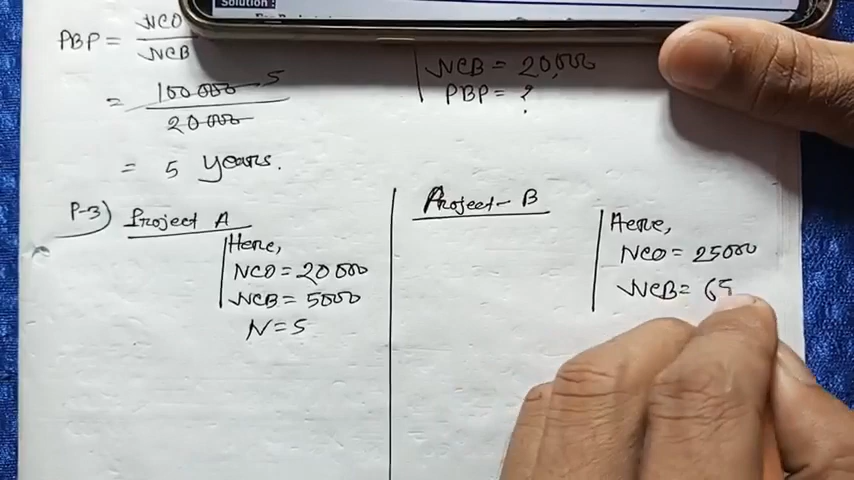 Solution :
PBP = NCO
NCB
= 100000 5
20000
= 5 years.
NCB = 20,000
PBP = ?
P-3) Project A
Here,
NCO = 20000
NCB = 5000
N = 5
Project - B
Here,
NCO = 25000
NCB = 65